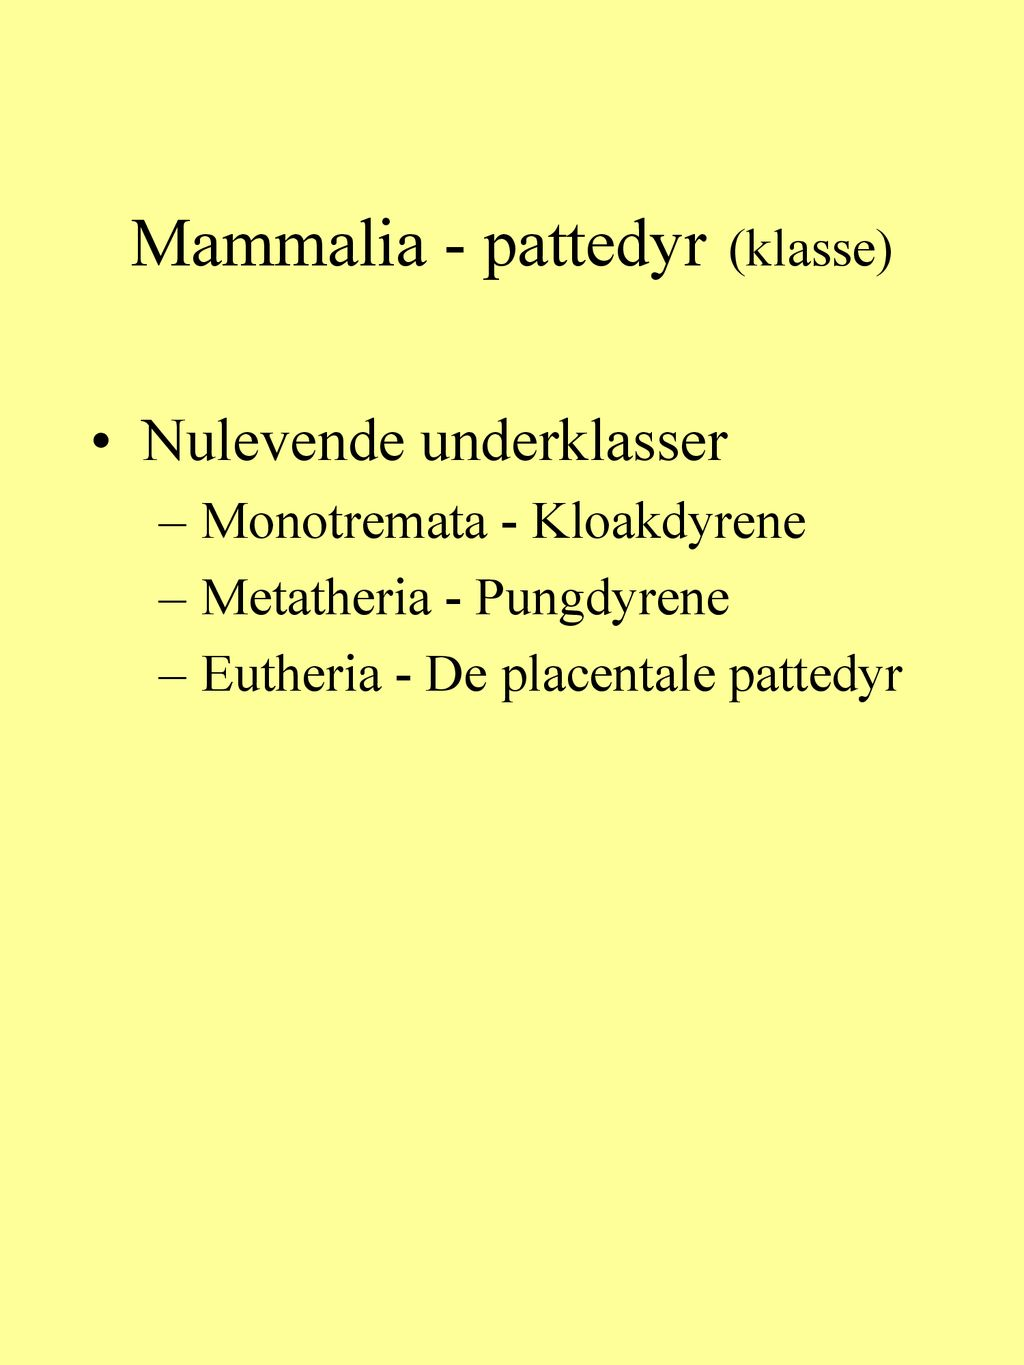 Mammalia - pattedyr (klasse)
• Nulevende underklasser
– Monotremata - Kloakdyrene
– Metatheria - Pungdyrene
– Eutheria - De placentale pattedyr